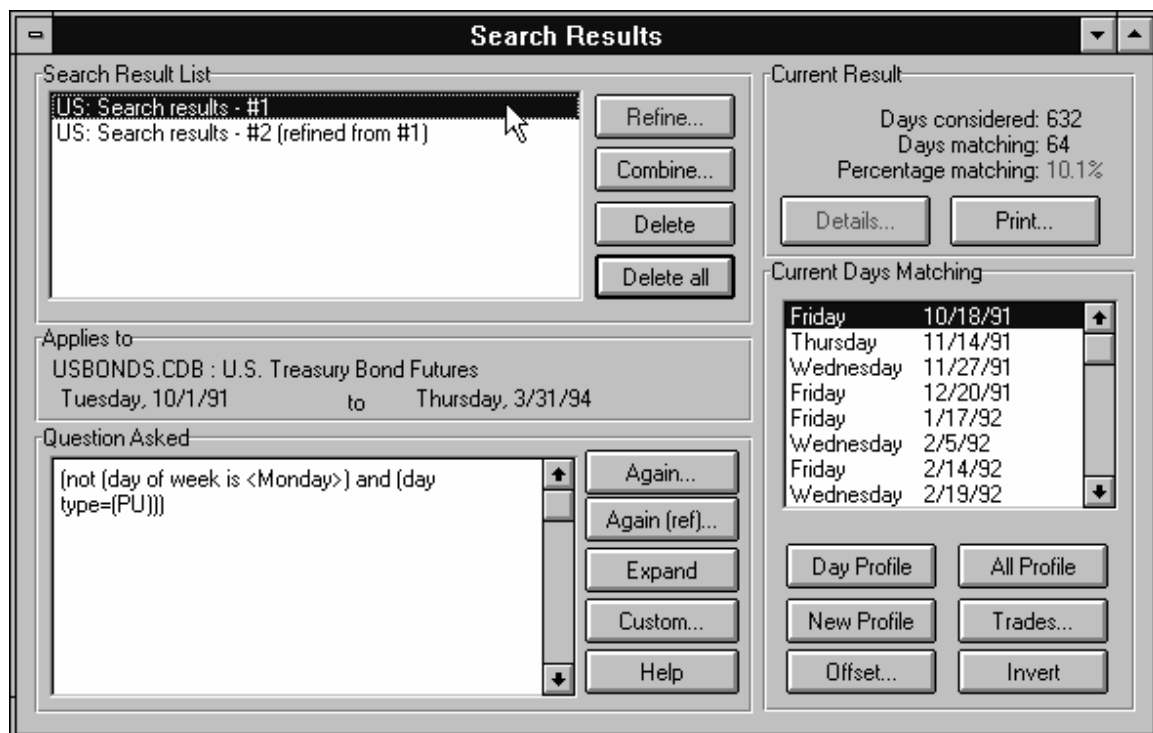 Search Results
Search Result List
US: Search results - #1
US: Search results - #2 (refined from #1)
Refine...
Combine...
Delete
Delete all
Current Result
Days considered: 632
Days matching: 64
Percentage matching: 10.1%
Details...
Print...
Applies to
USBONDS.CDB : U.S. Treasury Bond Futures
Tuesday, 10/1/91 to Thursday, 3/31/94
Question Asked
(not (day of week is <Monday>) and (day
type=(PU)))
Again...
Again (ref)...
Expand
Custom...
Help
Current Days Matching
Friday 10/18/91
Thursday 11/14/91
Wednesday 11/27/91
Friday 12/20/91
Friday 1/17/92
Wednesday 2/5/92
Friday 2/14/92
Wednesday 2/19/92
Day Profile
All Profile
New Profile
Trades...
Offset...
Invert